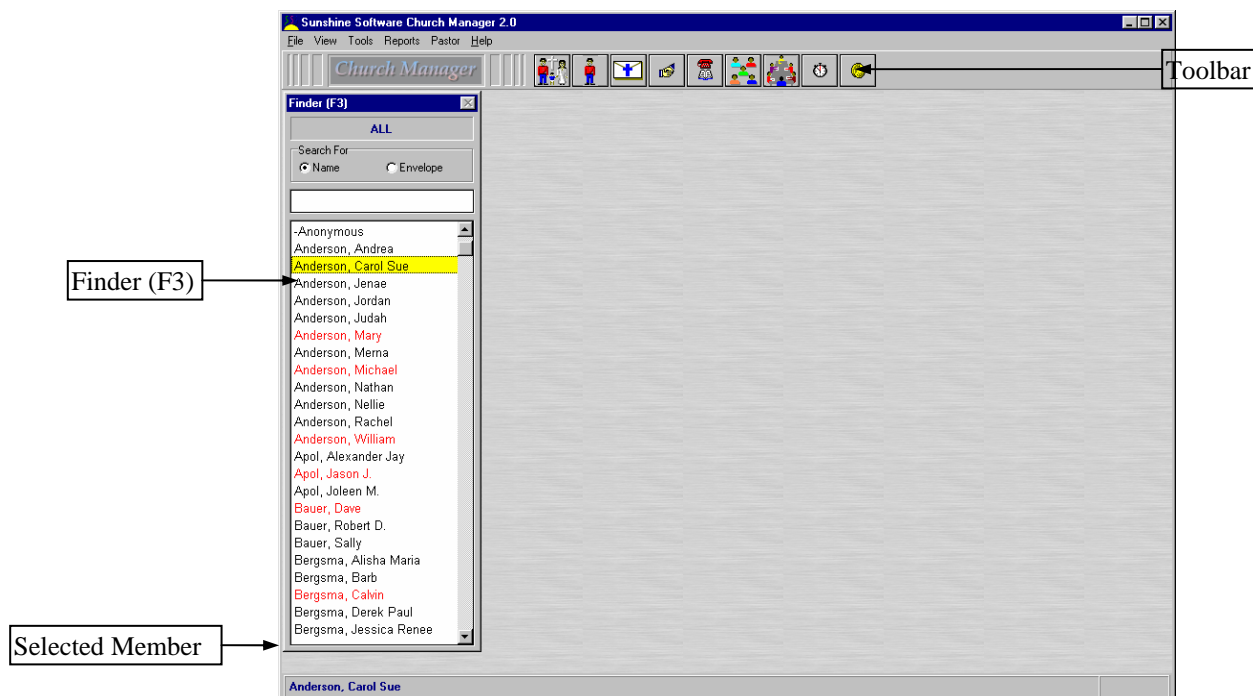 Sunshine Software Church Manager 2.0
File View Tools Reports Pastor Help
Church Manager
Toolbar
Finder (F3)
ALL
Search For
Name Envelope
-Anonymous
Anderson, Andrea
Anderson, Carol Sue
Finder (F3)
Anderson, Jenae
Anderson, Jordan
Anderson, Judah
Anderson, Mary
Anderson, Merna
Anderson, Michael
Anderson, Nathan
Anderson, Nellie
Anderson, Rachel
Anderson, William
Apol, Alexander Jay
Apol, Jason J.
Apol, Joleen M.
Bauer, Dave
Bauer, Robert D.
Bauer, Sally
Bergsma, Alisha Maria
Bergsma, Barb
Bergsma, Calvin
Bergsma, Derek Paul
Bergsma, Jessica Renee
Selected Member
Anderson, Carol Sue